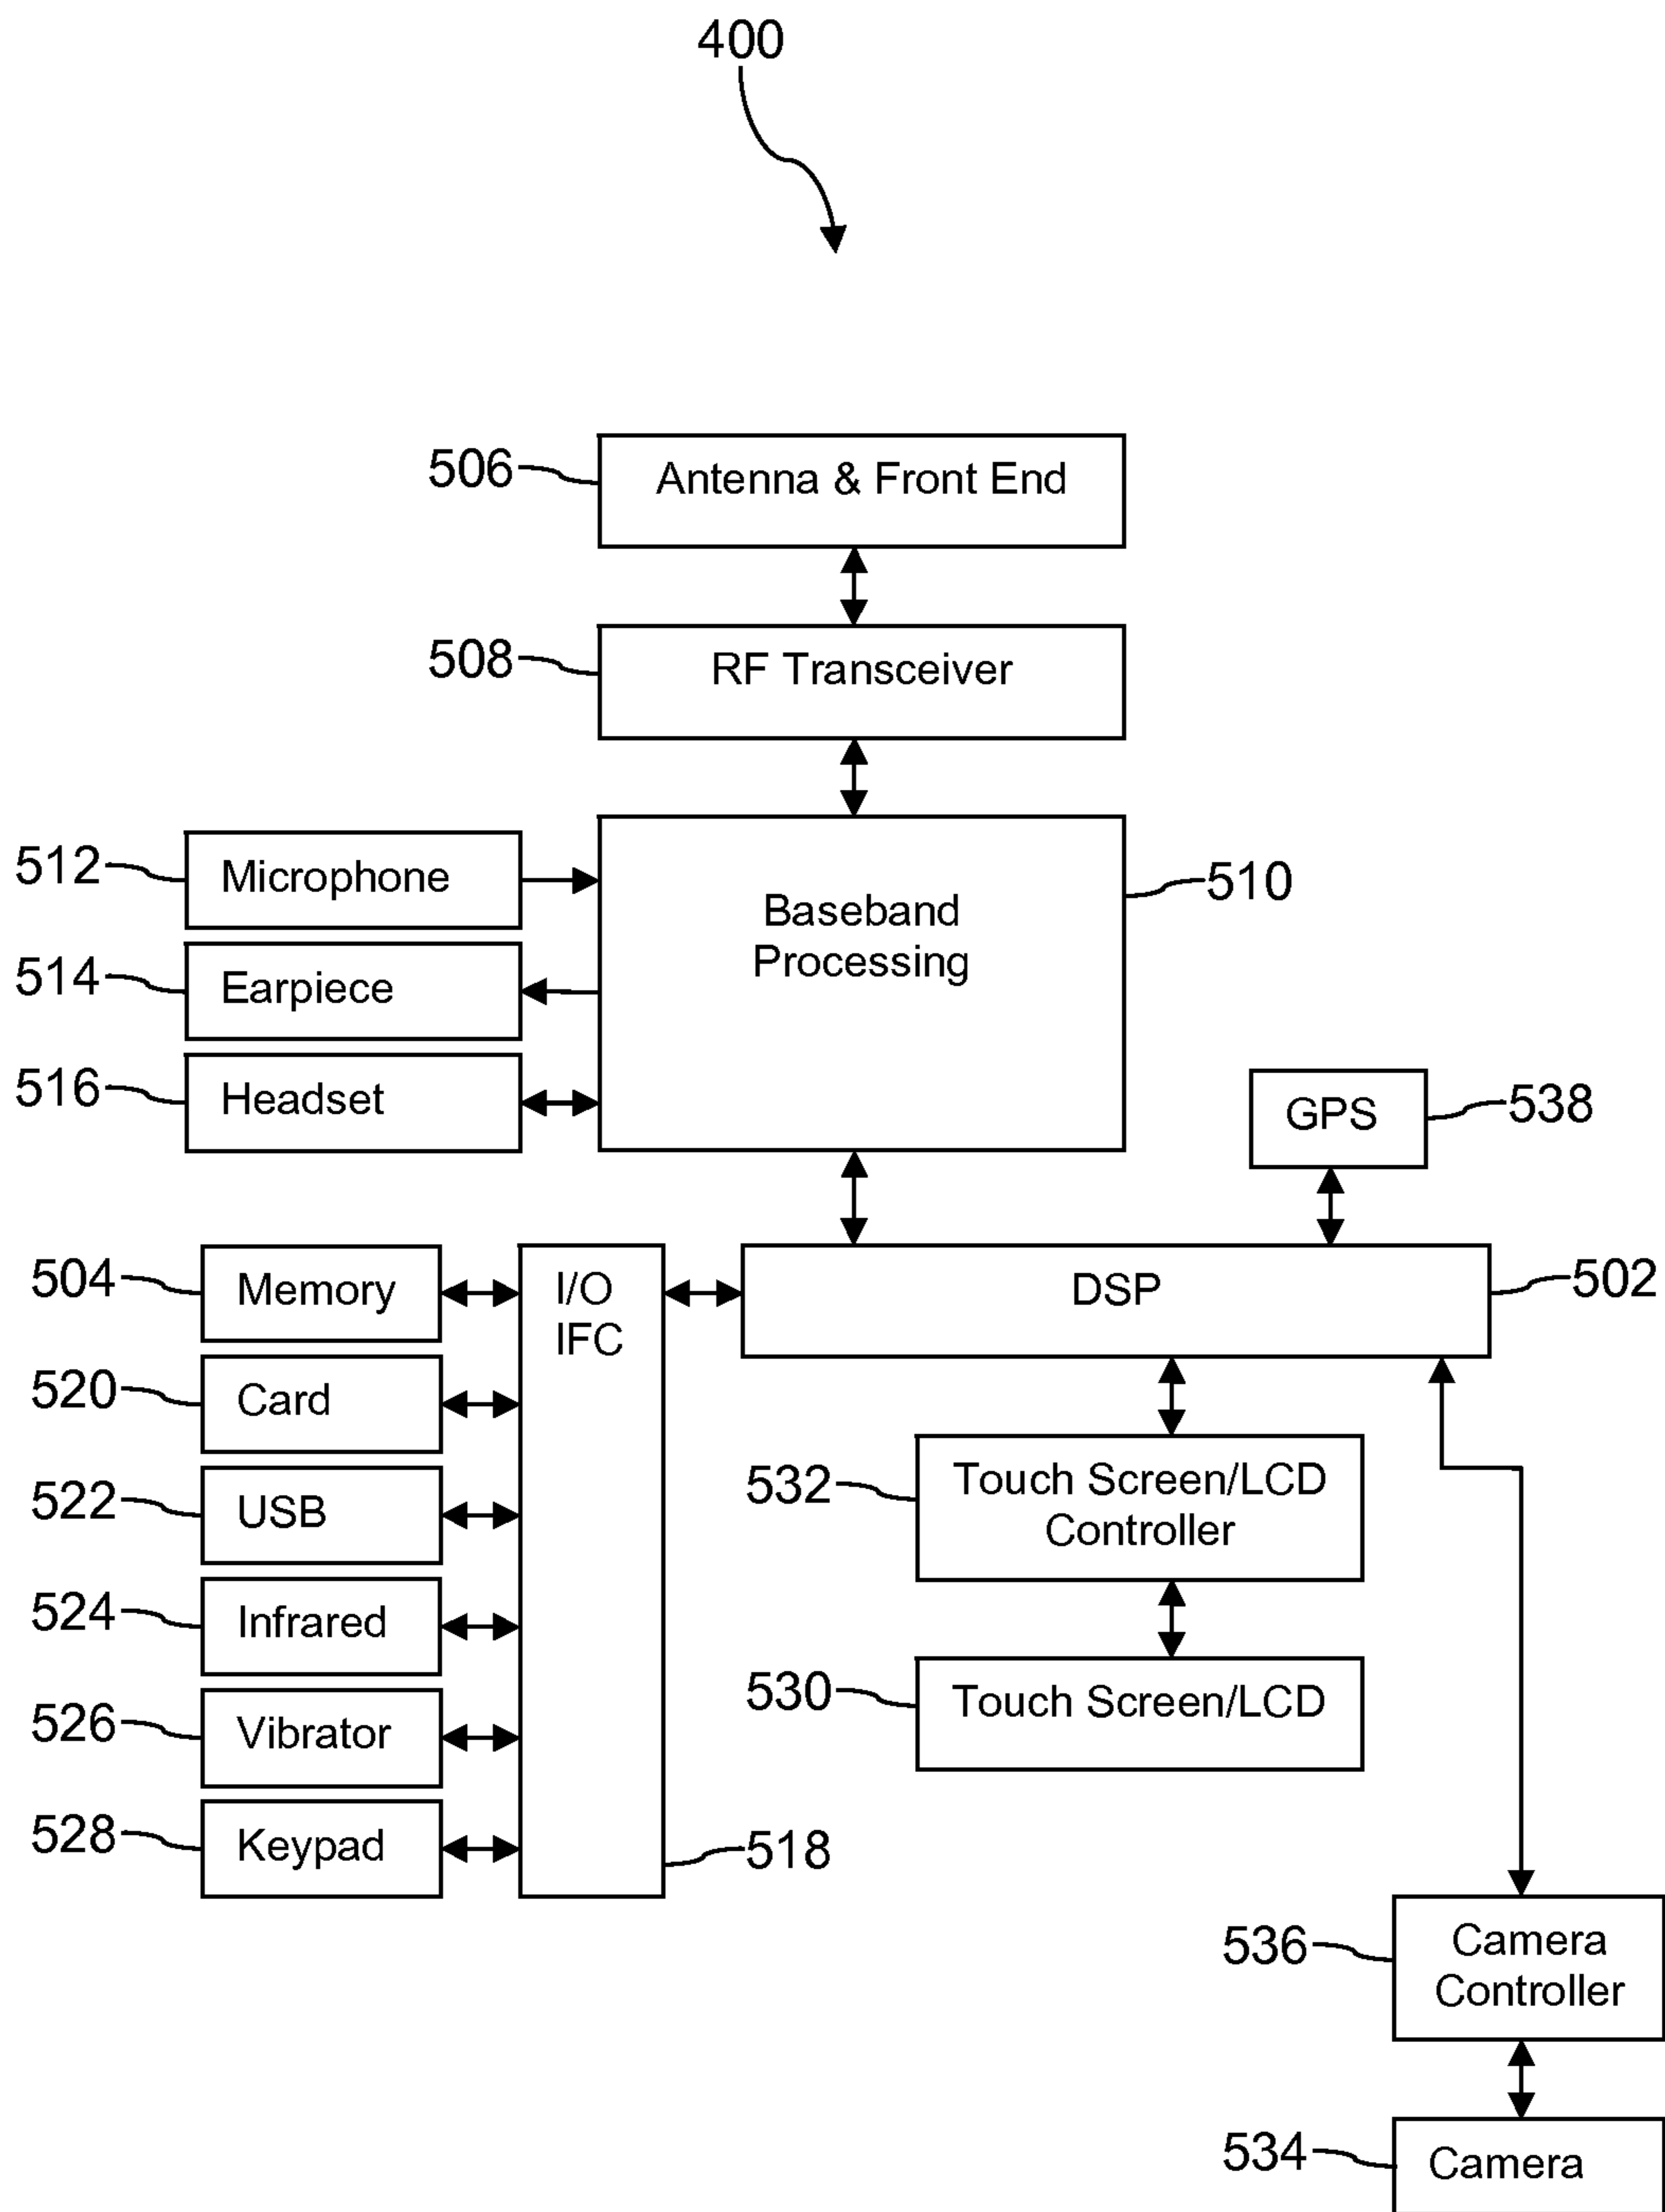 400
506
Antenna & Front End
508
RF Transceiver
512
Microphone
510
Baseband
Processing
514
Earpiece
516
Headset
GPS
538
504
Memory
I/O
IFC
DSP
502
520
Card
522
USB
532
Touch Screen/LCD
Controller
524
Infrared
526
Vibrator
530
Touch Screen/LCD
528
Keypad
518
536
Camera
Controller
534
Camera